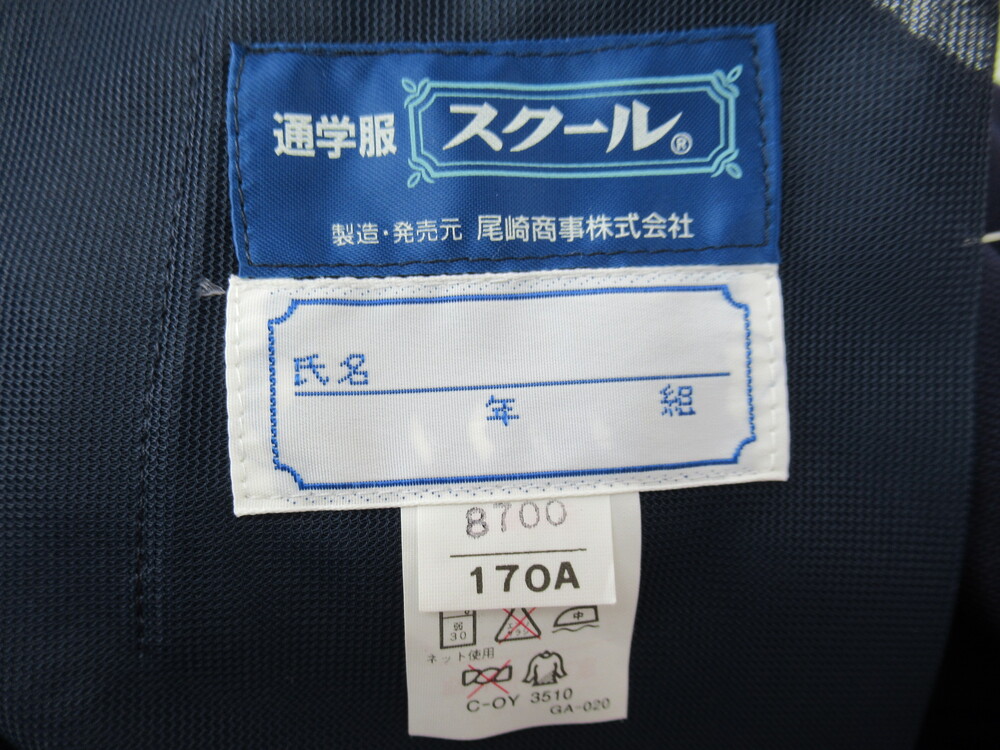 通学服 スクール®
製造・発売元 尾崎商事株式会社
氏名
年 組
8700
170A
弱 30 中
ネット使用
C-OY 3510
GA-020